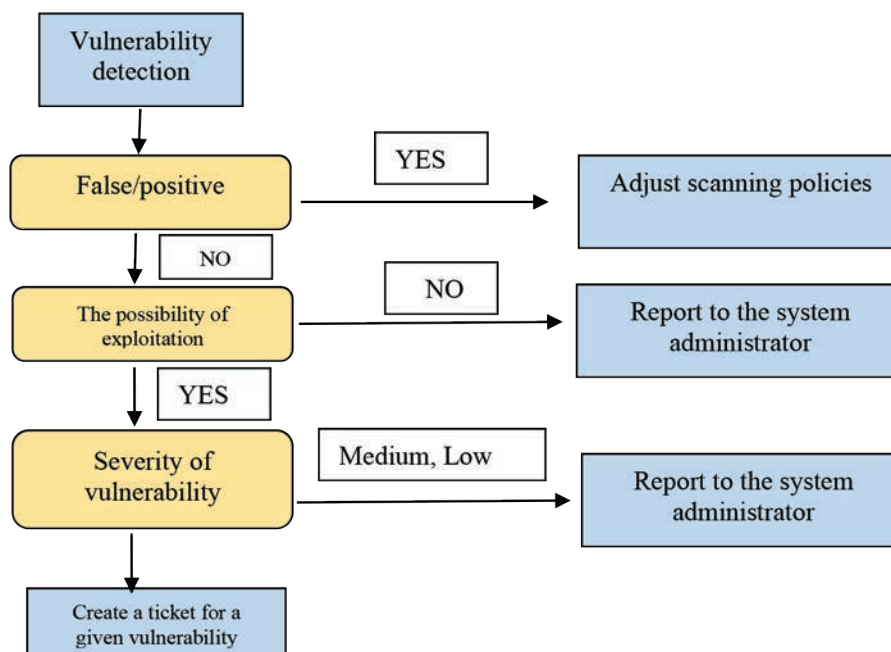 Vulnerability
detection
False/positive
YES
Adjust scanning policies
NO
The possibility of
exploitation
NO
Report to the system
administrator
YES
Severity of
vulnerability
Medium, Low
Report to the system
administrator
Create a ticket for a
given vulnerability